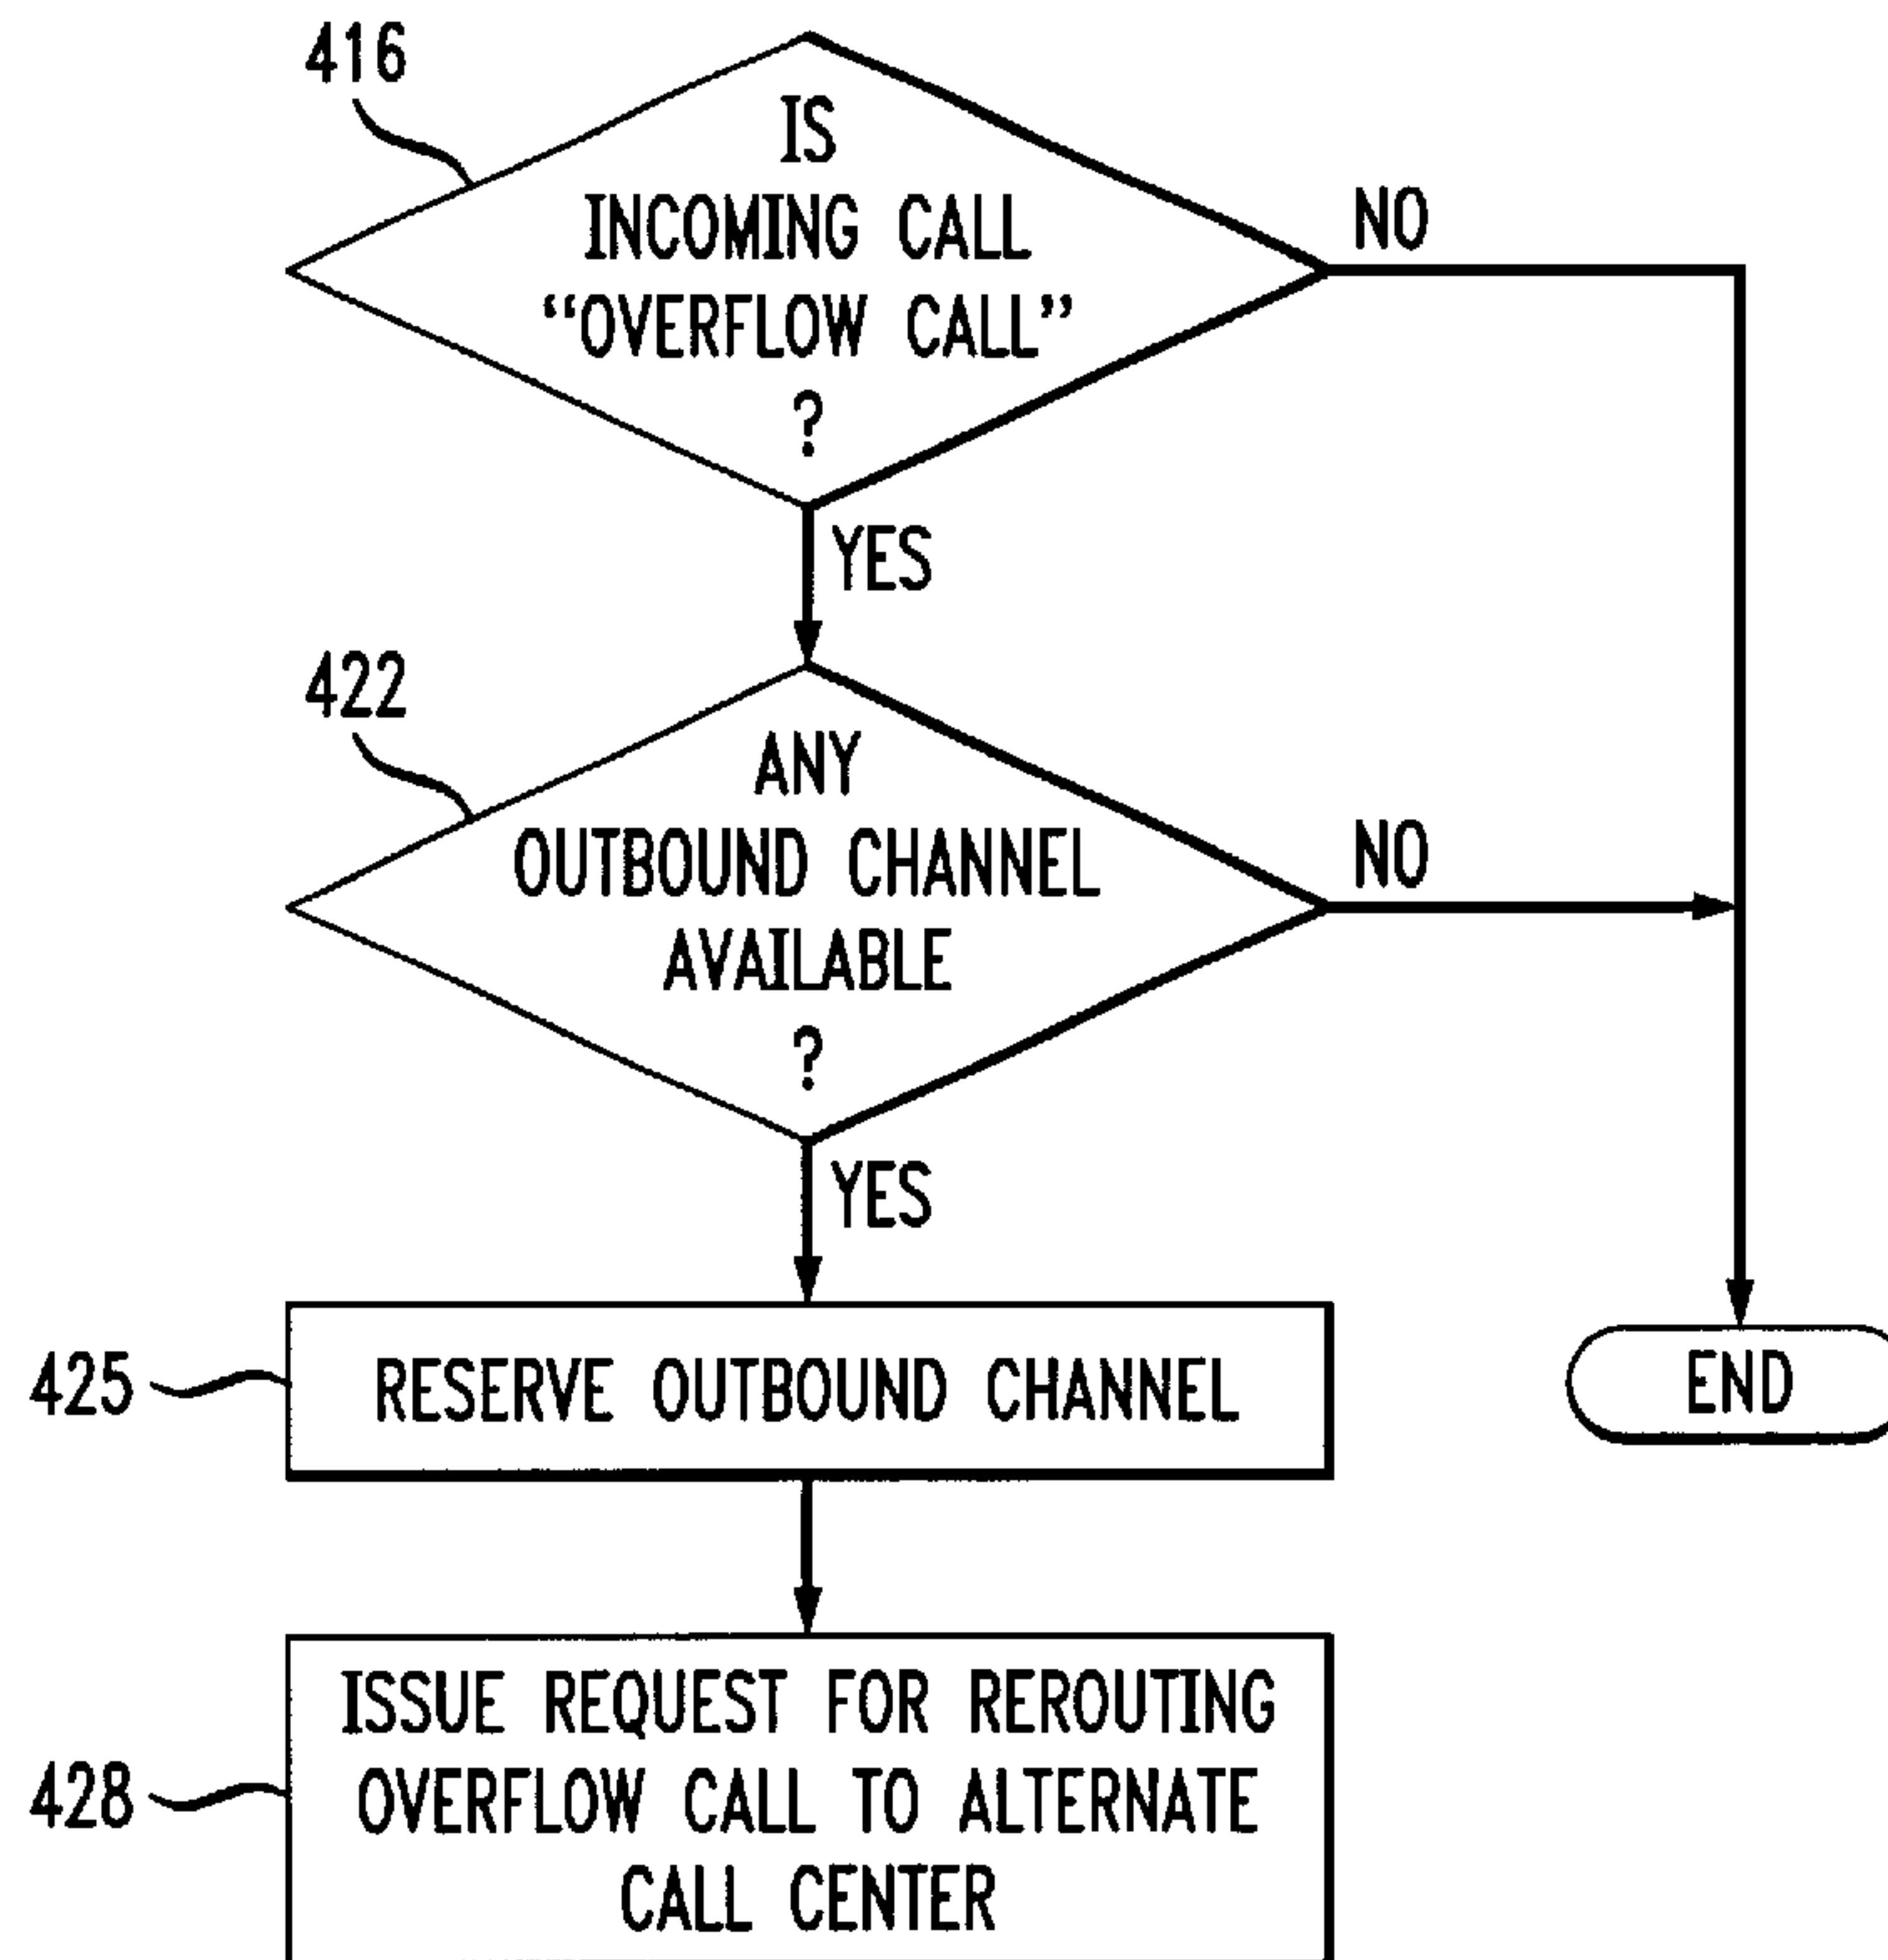 416
IS
INCOMING CALL
“OVERFLOW CALL”
?
NO
YES
422
ANY
OUTBOUND CHANNEL
AVAILABLE
?
NO
YES
425
RESERVE OUTBOUND CHANNEL
END
428
ISSUE REQUEST FOR REROUTING
OVERFLOW CALL TO ALTERNATE
CALL CENTER